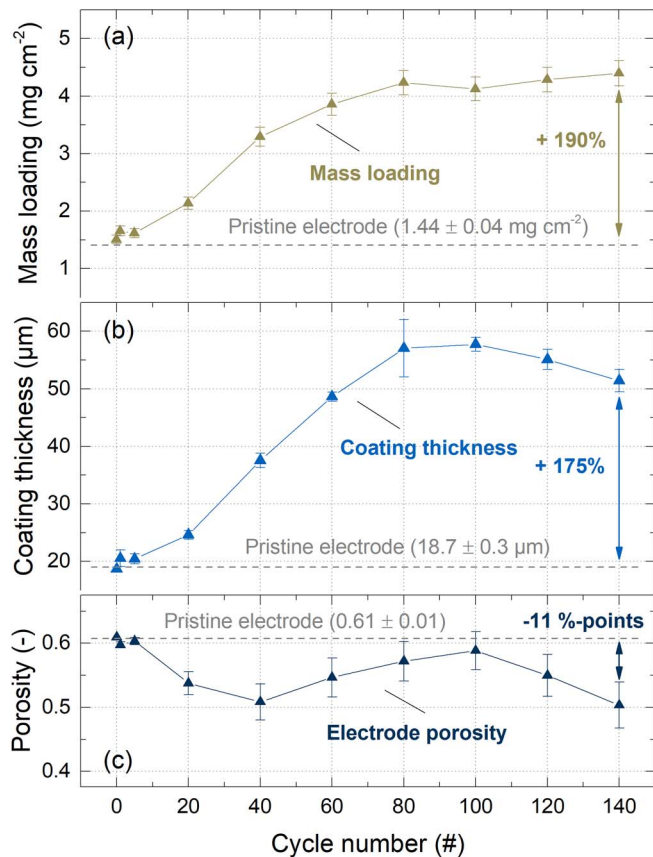 (a)
5
4
3
2
1
Mass loading (mg cm⁻²)
+ 190%
Mass loading
Pristine electrode (1.44 ± 0.04 mg cm⁻²)
(b)
60
50
40
30
20
Coating thickness (µm)
Coating thickness
+ 175%
Pristine electrode (18.7 ± 0.3 µm)
Pristine electrode (0.61 ± 0.01)
-11 %-points
0.6
0.5
0.4
Porosity (-)
Electrode porosity
(c)
0 20 40 60 80 100 120 140
Cycle number (#)